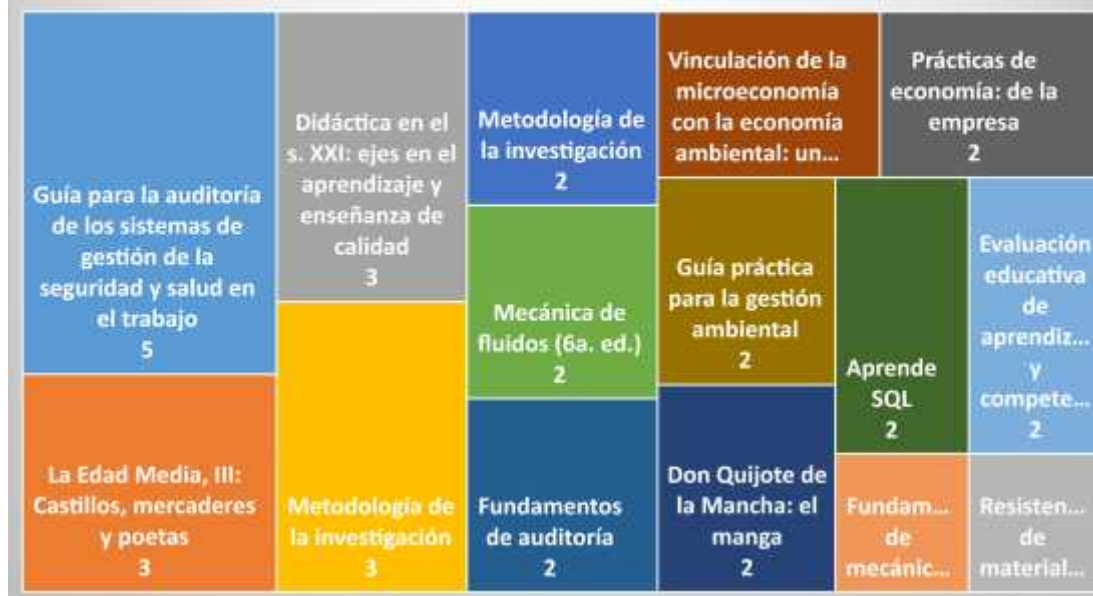 Guía para la auditoría
de los sistemas de
gestión de la
seguridad y salud en
el trabajo
5
La Edad Media, III:
Castillos, mercaderes
y poetas
3
Didáctica en el
s. XXI: ejes en el
aprendizaje y
enseñanza de
calidad
3
Metodología de
la investigación
3
Metodología de
la investigación
2
Mecánica de
fluidos (6a. ed.)
2
Fundamentos
de auditoría
2
Vinculación de la
microeconomía
con la economía
ambiental: un...
Prácticas de
economía: de la
empresa
2
Guía práctica
para la gestión
ambiental
2
Don Quijote de
la Mancha: el
manga
2
Aprende
SQL
2
Evaluación
educativa
de
aprendiz...
y
compete...
2
Fundam...
de
mecánic...
Resisten...
de
material...